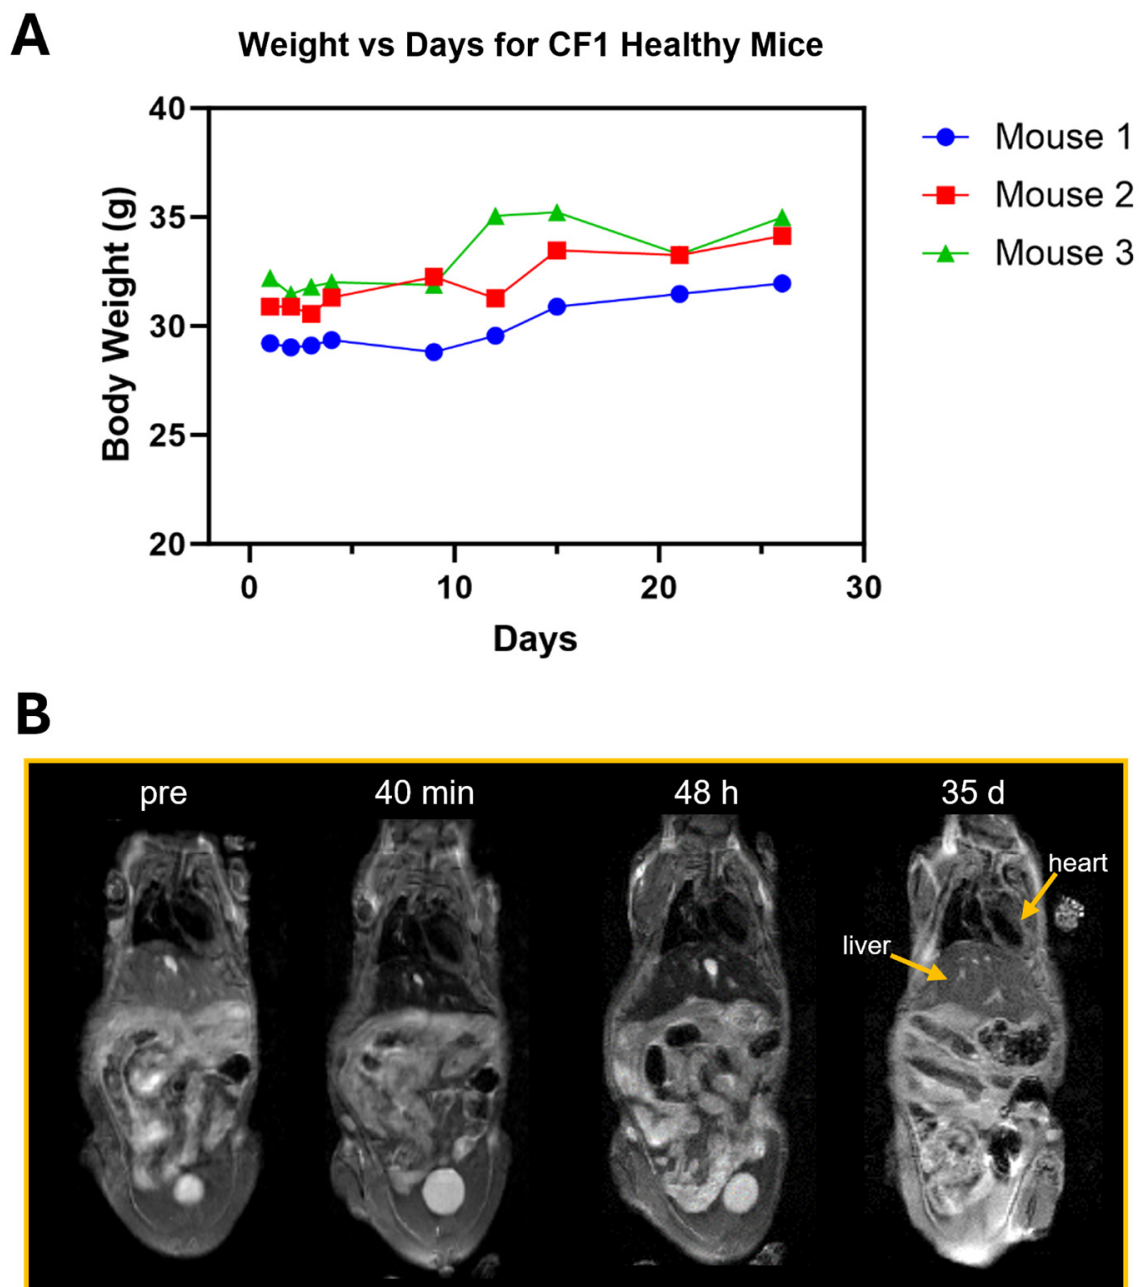 A
Weight vs Days for CF1 Healthy Mice
40
35
30
25
20
Body Weight (g)
0
10
20
30
Days
Mouse 1
Mouse 2
Mouse 3
B
pre
40 min
48 h
35 d
heart
liver